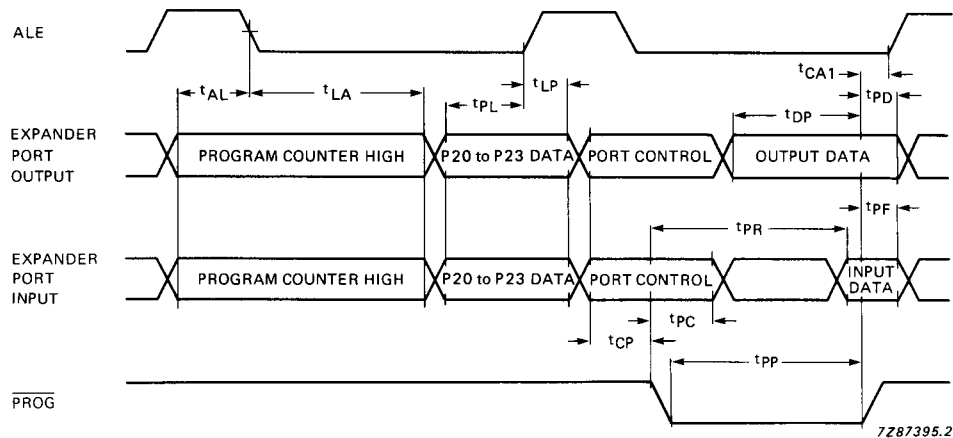 ALE
tCA1
tAL
tLA
tPL
tLP
tDP
tPD
EXPANDER
PORT
OUTPUT
PROGRAM COUNTER HIGH
P20 to P23 DATA
PORT CONTROL
OUTPUT DATA
tPR
tPF
EXPANDER
PORT
INPUT
PROGRAM COUNTER HIGH
P20 to P23 DATA
PORT CONTROL
INPUT
DATA
tCP
tPC
tPP
PROG
7Z87395.2